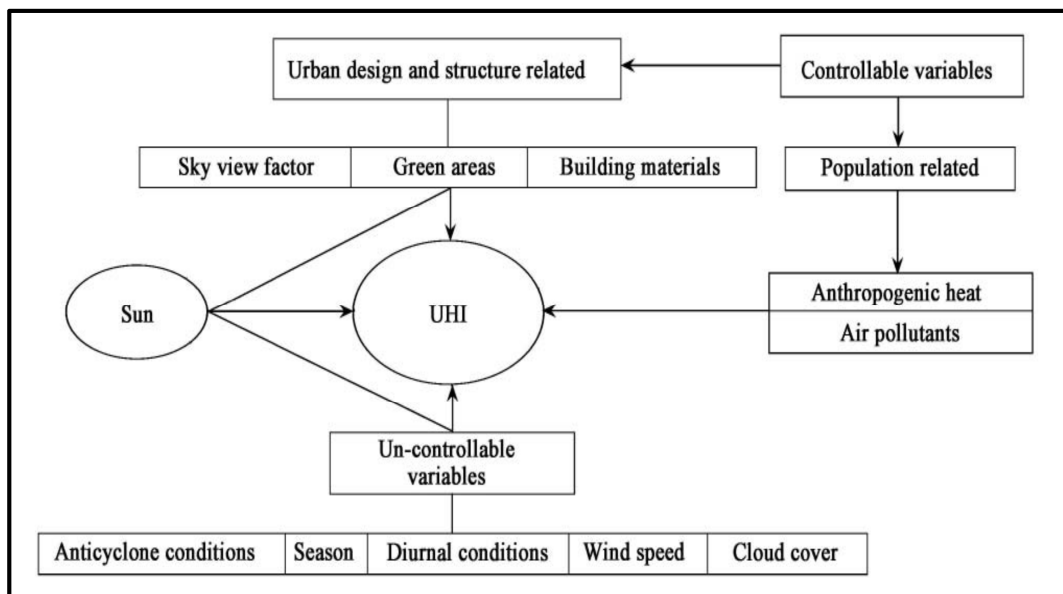 Urban design and structure related
Controllable variables
Sky view factor
Green areas
Building materials
Population related
Sun
UHI
Anthropogenic heat
Air pollutants
Un-controllable
variables
Anticyclone conditions
Season
Diurnal conditions
Wind speed
Cloud cover